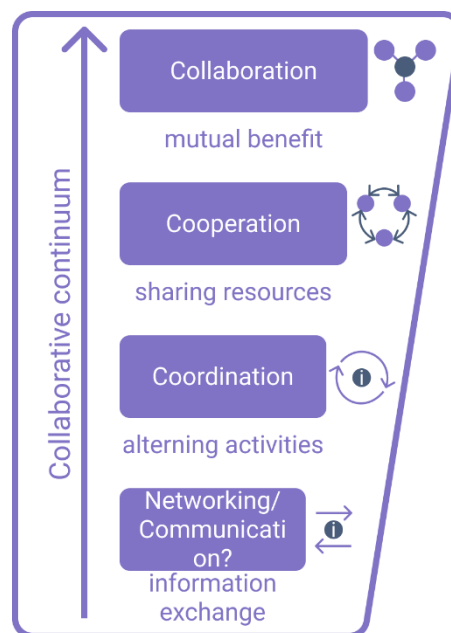 Collaborative continuum
Collaboration
mutual benefit
Cooperation
sharing resources
Coordination
i
alterning activities
Networking/
Communicati
on?
i
information
exchange